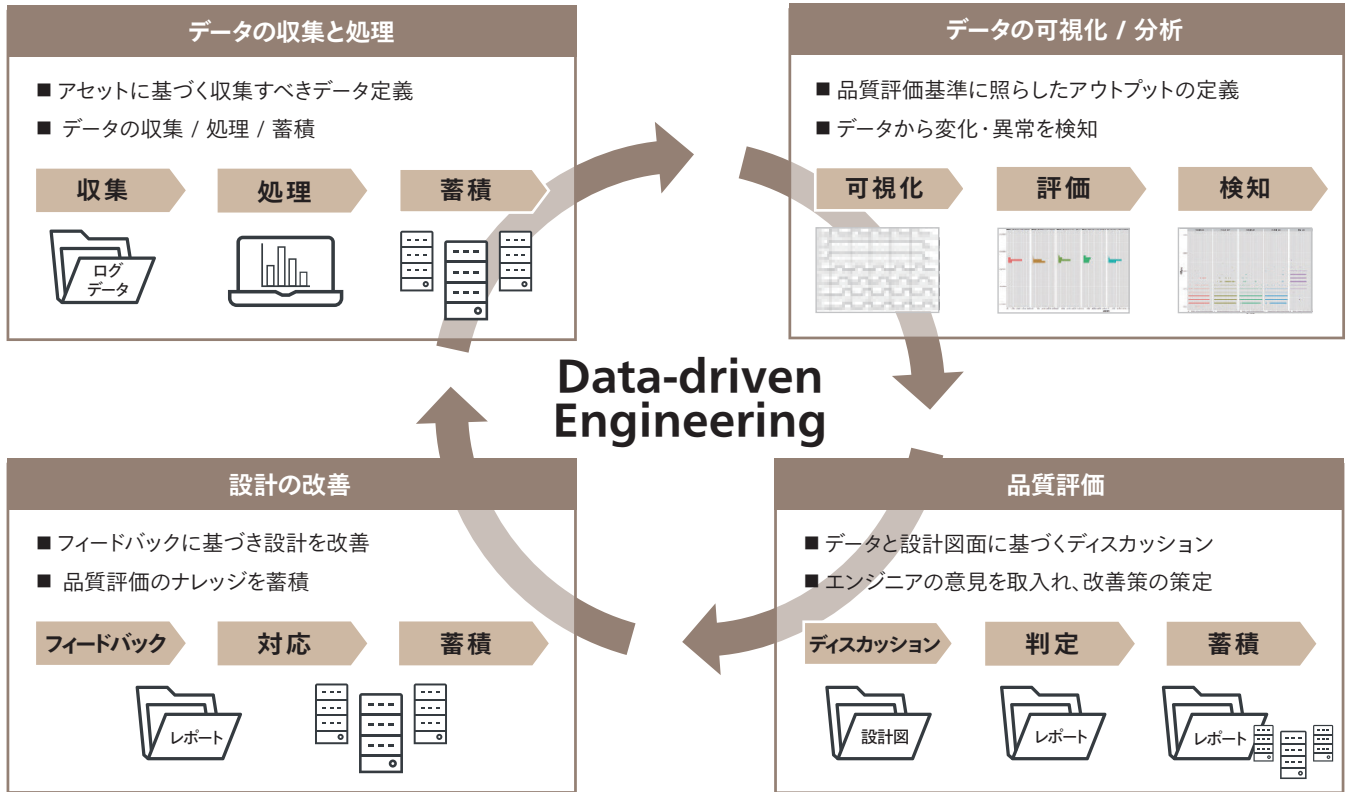 データの収集と処理
■ アセットに基づく収集すべきデータ定義
■ データの収集 / 処理 / 蓄積
収集
処理
蓄積
ログ
データ
データの可視化 / 分析
■ 品質評価基準に照らしたアウトプットの定義
■ データから変化・異常を検知
可視化
評価
検知
Data-driven
Engineering
設計の改善
■ フィードバックに基づき設計を改善
■ 品質評価のナレッジを蓄積
フィードバック
対応
蓄積
レポート
品質評価
■ データと設計図面に基づくディスカッション
■ エンジニアの意見を取入れ、改善策の策定
ディスカッション
判定
蓄積
設計図
レポート
レポート